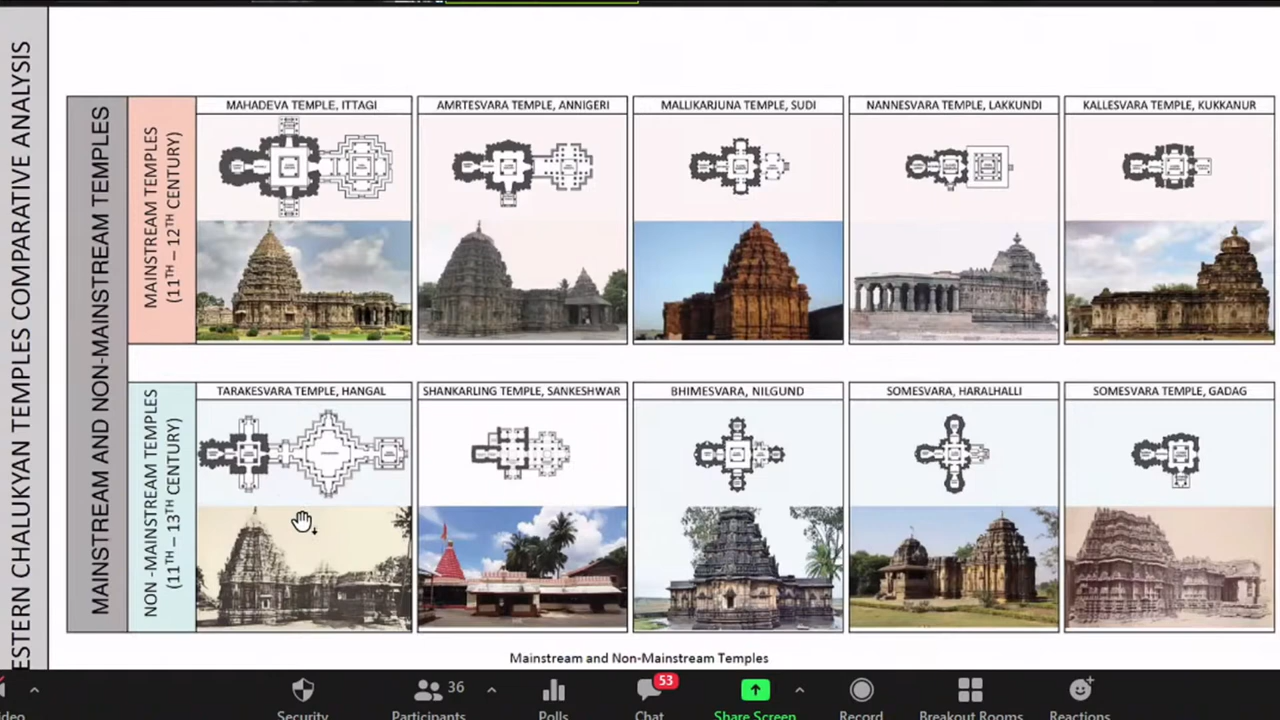 ESTERN CHALUKYAN TEMPLES COMPARATIVE ANALYSIS
MAINSTREAM AND NON-MAINSTREAM TEMPLES
MAINSTREAM TEMPLES
(11TH – 12TH CENTURY)
MAHADEVA TEMPLE, ITTAGI
AMRTESVARA TEMPLE, ANNIGERI
MALLIKARJUNA TEMPLE, SUDI
NANNESVARA TEMPLE, LAKKUNDI
KALLESVARA TEMPLE, KUKKANUR
NON -MAINSTREAM TEMPLES
(11TH – 13TH CENTURY)
TARAKESVARA TEMPLE, HANGAL
SHANKARLING TEMPLE, SANKESHWAR
BHIMESVARA, NILGUND
SOMESVARA, HARALHALLI
SOMESVARA TEMPLE, GADAG
Mainstream and Non-Mainstream Temples
ideo
Security
Participants
36
Polls
Chat
53
Share Screen
Record
Breakout Rooms
Reactions